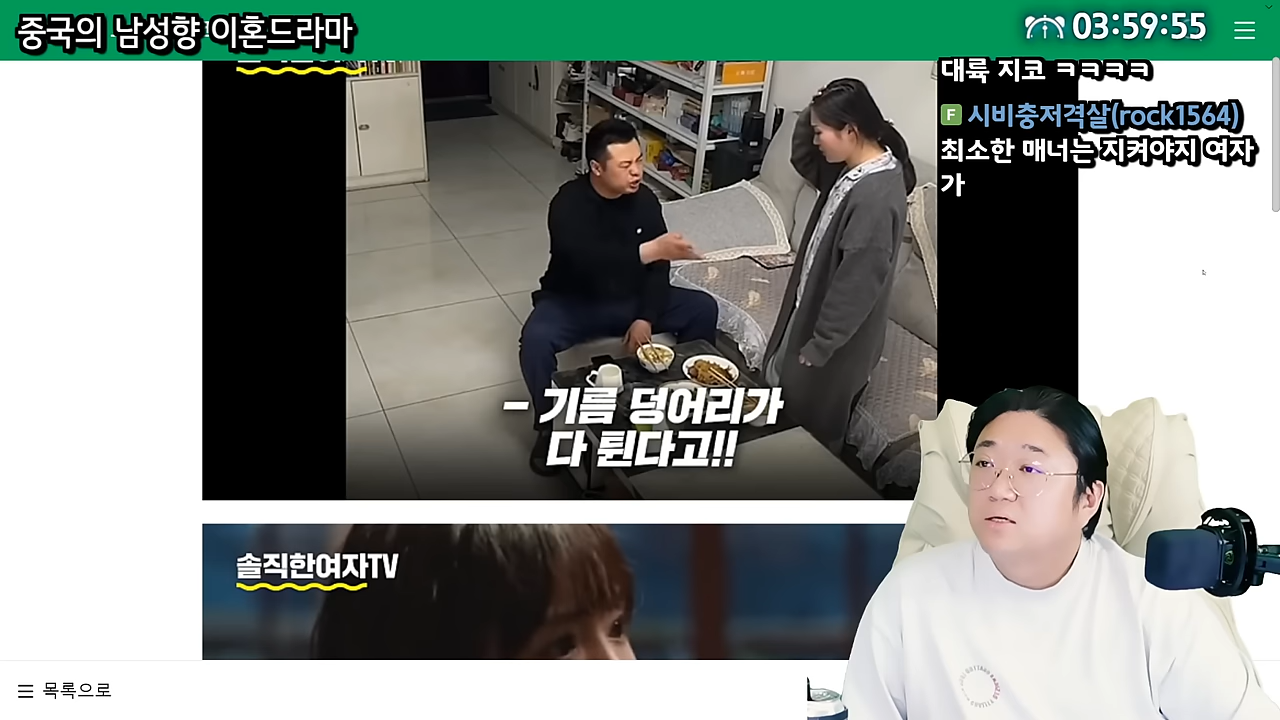 중국의 남성향 이혼드라마
03:59:55
대륙 지코 ㅋㅋㅋㅋ
F 시비충저격살(rock1564)
최소한 매너는 지켜야지 여자
가
- 기름 덩어리가
다 튄다고!!
솔직한여자TV
목록으로